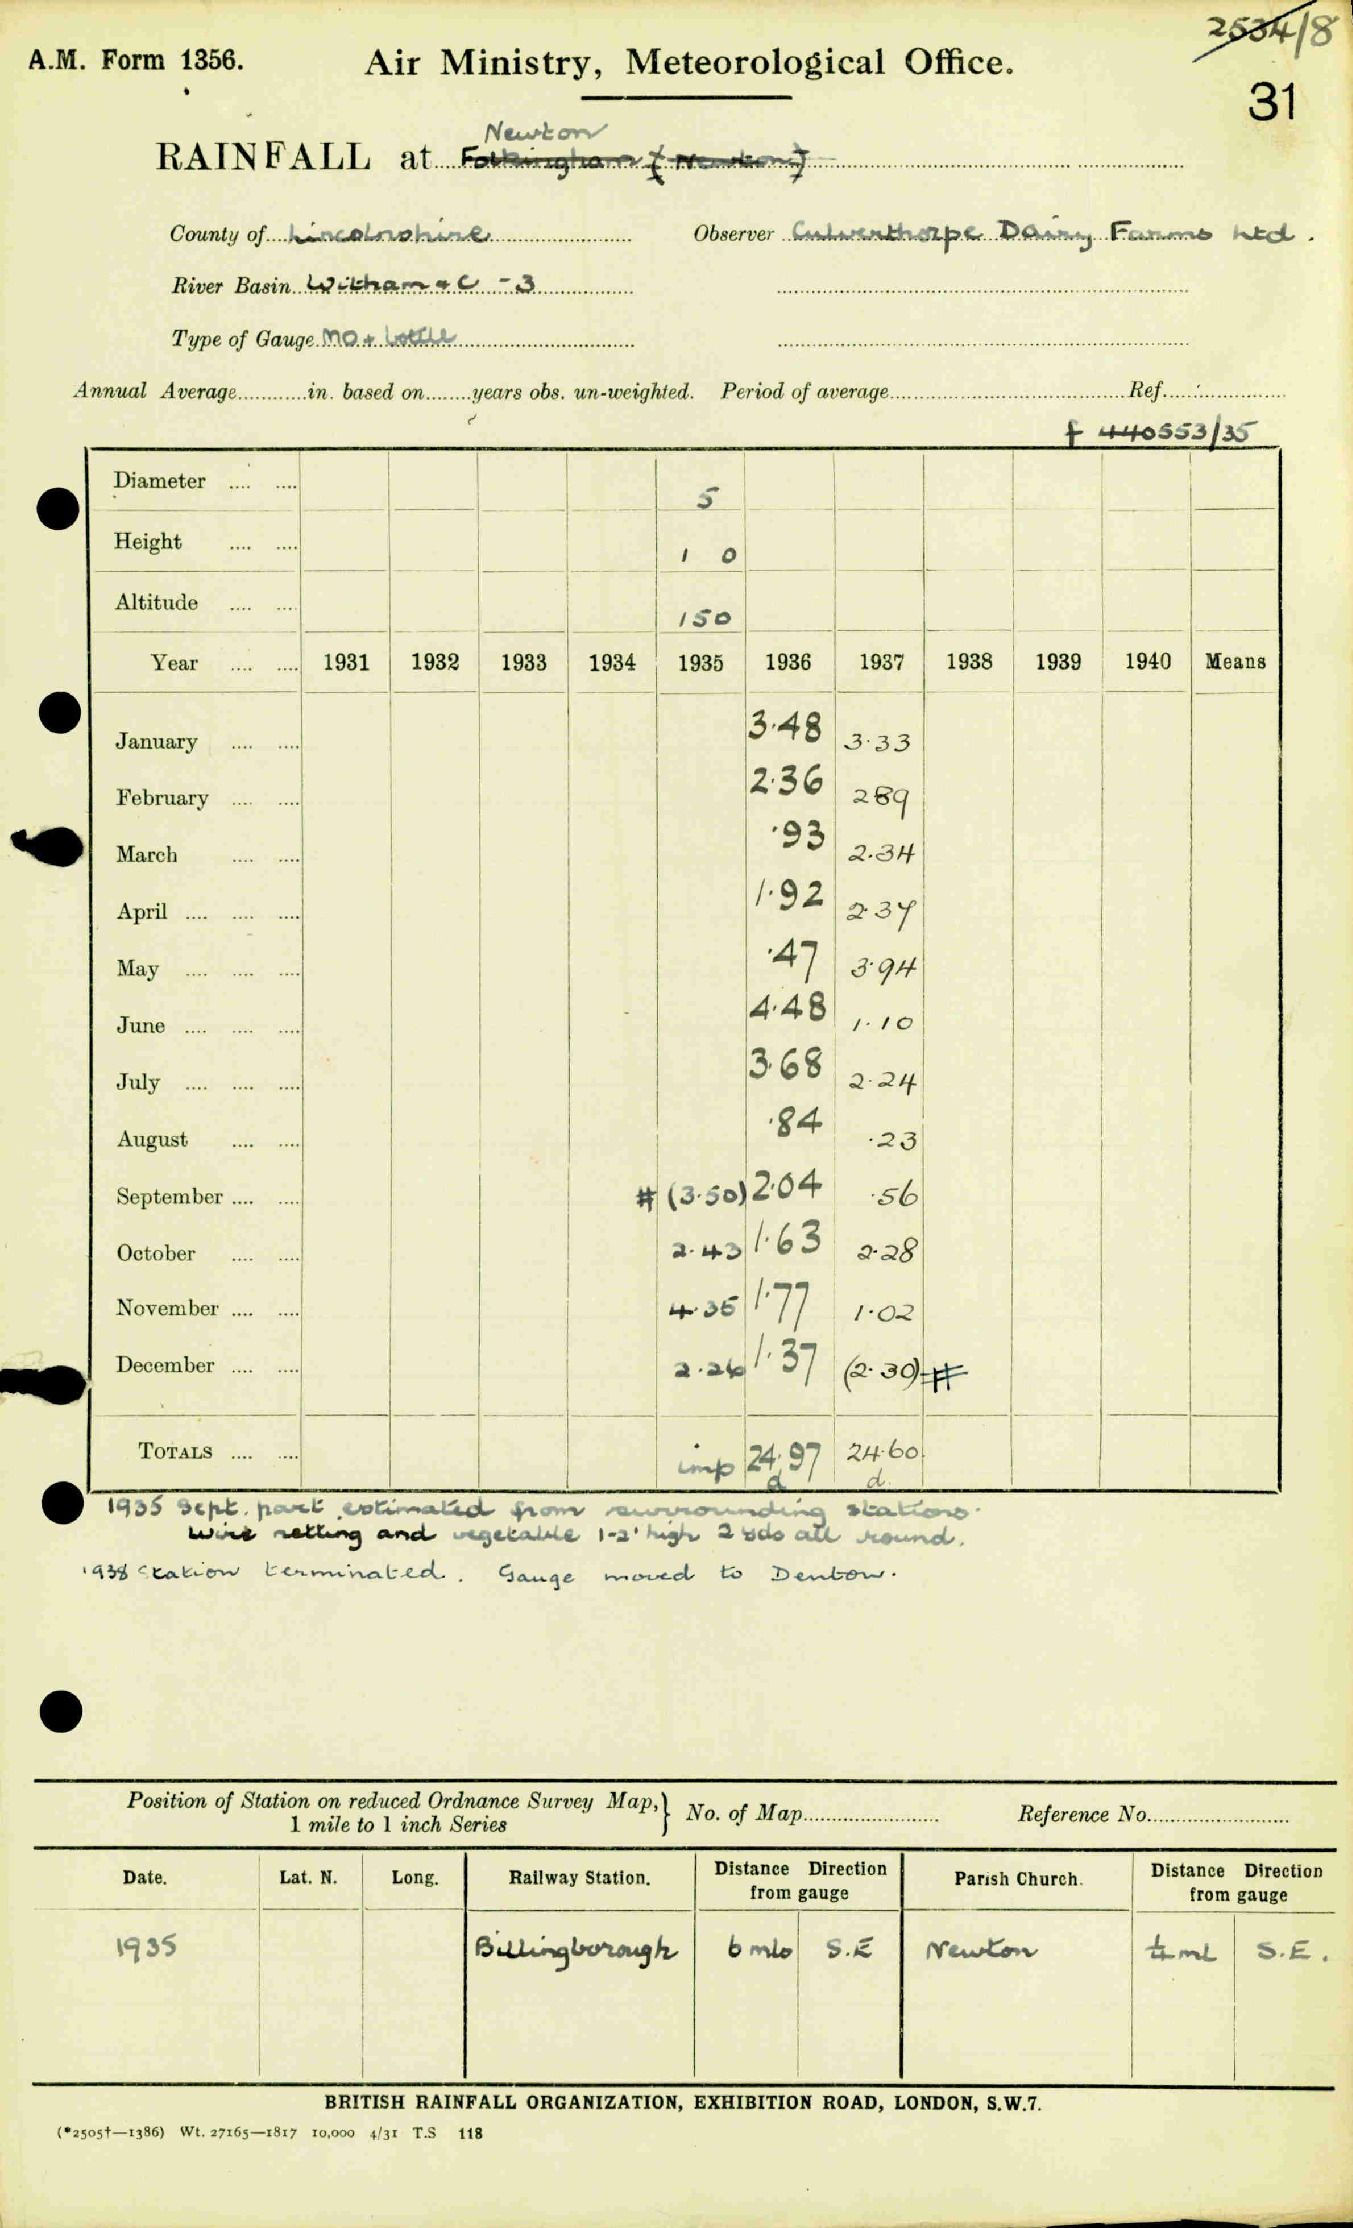 2534/8
A.M. Form 1356. Air Ministry, Meteorological Office.
31
Newton
RAINFALL at Folkingham (Newton)
County of Lincolnshire Observer Culverthorpe Dairy Farms Ltd.
River Basin Witham & C - 3
Type of Gauge MO + bottle
Annual Average............in. based on........years obs. un-weighted. Period of average.......... Ref..........
f 440553/35
Diameter .... .... 5
Height .... .... 1 0
Altitude .... .... 150
Year .... .... 1931 1932 1933 1934 1935 1936 1937 1938 1939 1940 Means
January .... .... 3.48 3.33
February .... .... 2.36 2.89
March .... .... .93 2.34
April .... .... .... 1.92 2.37
May .... .... .... .47 3.94
June .... .... .... 4.48 1.10
July .... .... .... 3.68 2.24
August .... .... .84 .23
September .... .... # (3.50) 2.04 .56
October .... .... 2.43 1.63 2.28
November .... .... 4.35 1.77 1.02
December .... .... 2.26 1.37 (2.30) #
TOTALS .... .... imp 24.97 24.60
d d.
1935 Sept. part estimated from surrounding stations.
Wire netting and vegetable 1-2' high 2 yds all round.
1938 Station terminated. Gauge moved to Denton.
Position of Station on reduced Ordnance Survey Map, } No. of Map.......... Reference No..........
1 mile to 1 inch Series
Date. Lat. N. Long. Railway Station. Distance Direction from gauge Parish Church. Distance Direction from gauge
1935 Billingborough 6 mls S.E Newton ¼ ml S.E.
BRITISH RAINFALL ORGANIZATION, EXHIBITION ROAD, LONDON, S.W.7.
(*2505†—1386) Wt. 27165—1817 10,000 4/31 T.S 118